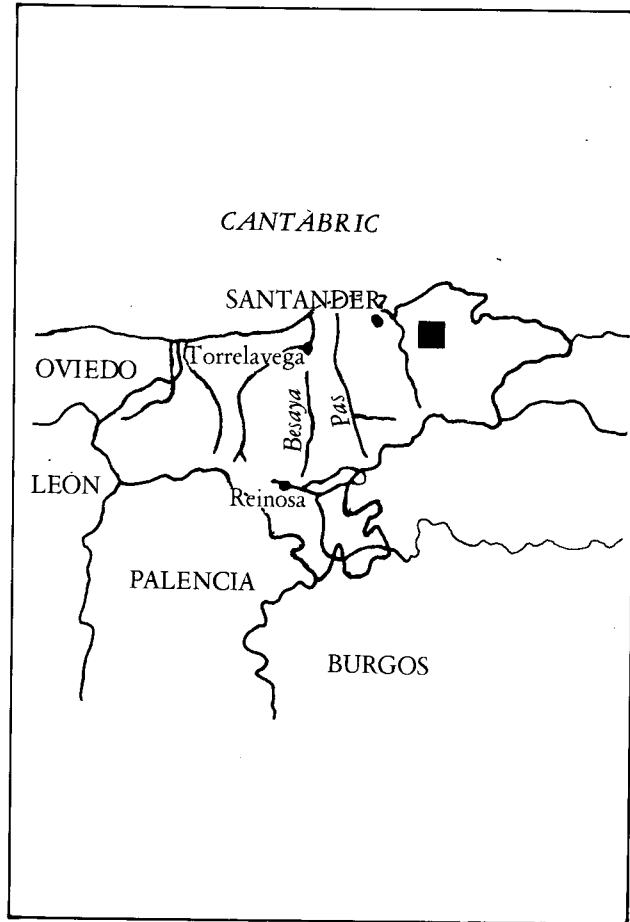 CANTÀBRIC
SANTANDER
OVIEDO
Torrelavega
Besaya
Pas
LEÓN
Reinosa
PALENCIA
BURGOS